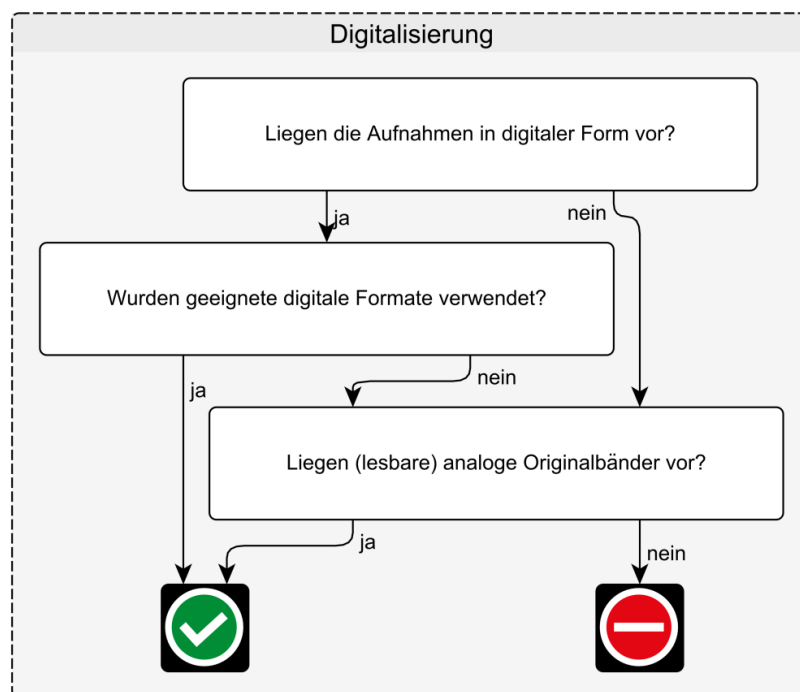 Digitalisierung
Liegen die Aufnahmen in digitaler Form vor?
ja
nein
Wurden geeignete digitale Formate verwendet?
ja
nein
Liegen (lesbare) analoge Originalbänder vor?
ja
nein